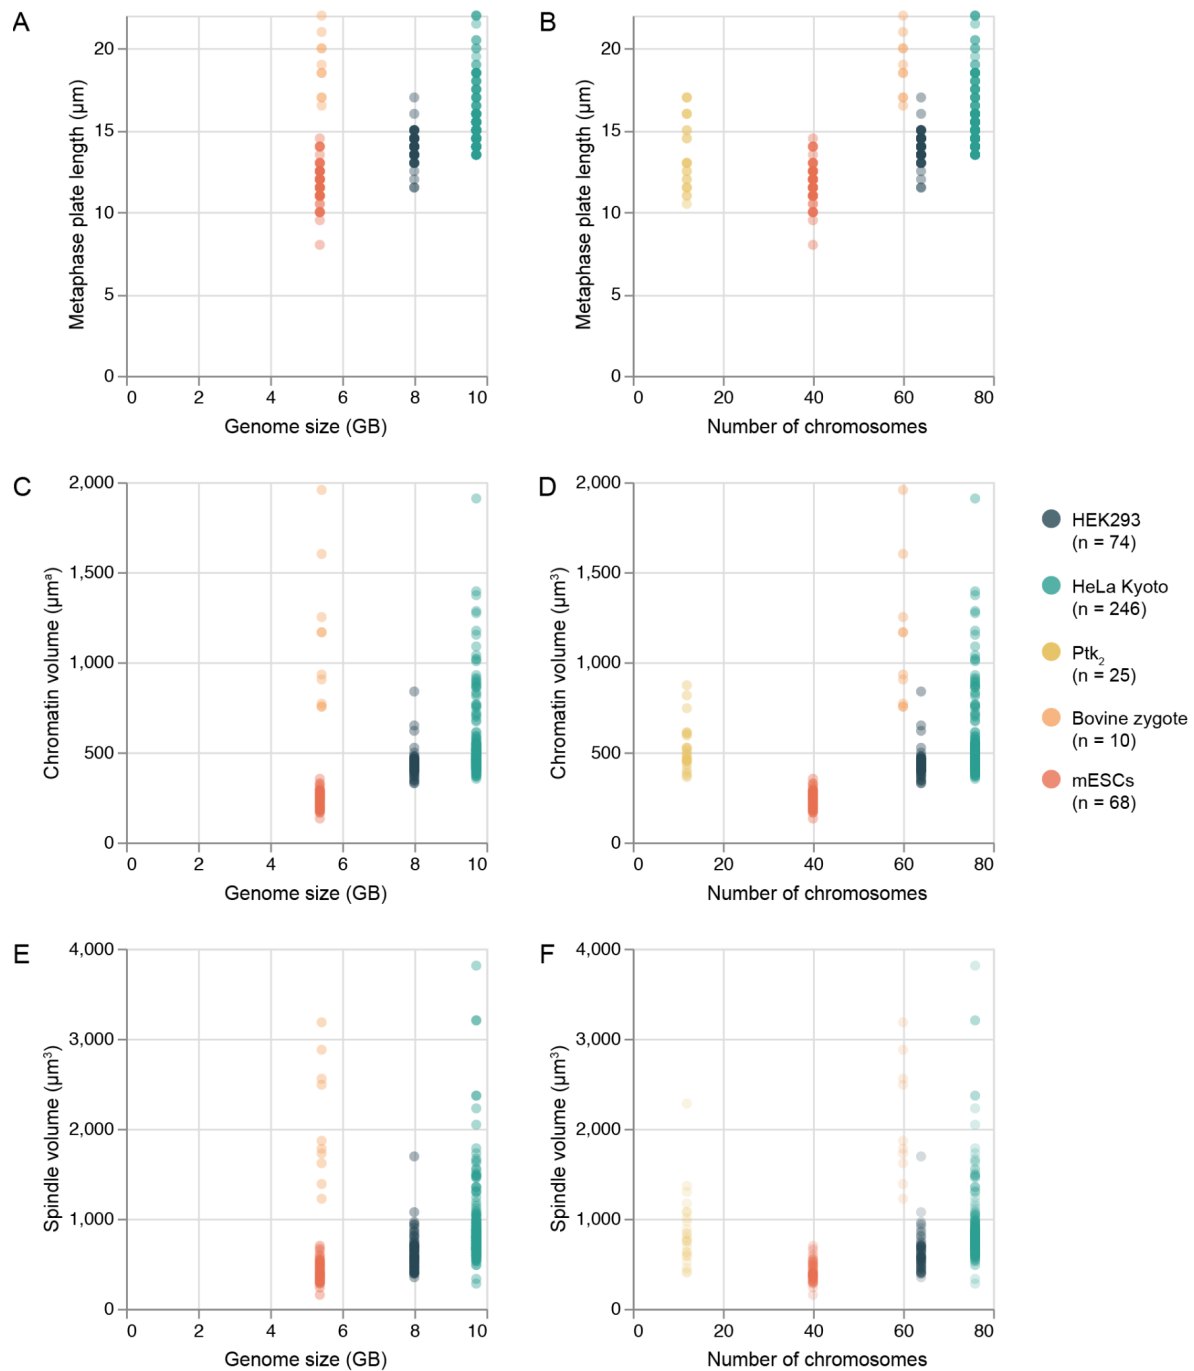 A
Metaphase plate length (µm)
20
15
10
5
0
0 2 4 6 8 10
Genome size (GB)
B
Metaphase plate length (µm)
20
15
10
5
0
0 20 40 60 80
Number of chromosomes
C
Chromatin volume (µmª)
2,000
1,500
1,000
500
0
0 2 4 6 8 10
Genome size (GB)
D
Chromatin volume (µm³)
2,000
1,500
1,000
500
0
0 20 40 60 80
Number of chromosomes
HEK293
(n = 74)
HeLa Kyoto
(n = 246)
Ptk₂
(n = 25)
Bovine zygote
(n = 10)
mESCs
(n = 68)
E
Spindle volume (µm³)
4,000
3,000
2,000
1,000
0
0 2 4 6 8 10
Genome size (GB)
F
Spindle volume (µm³)
4,000
3,000
2,000
1,000
0
0 20 40 60 80
Number of chromosomes